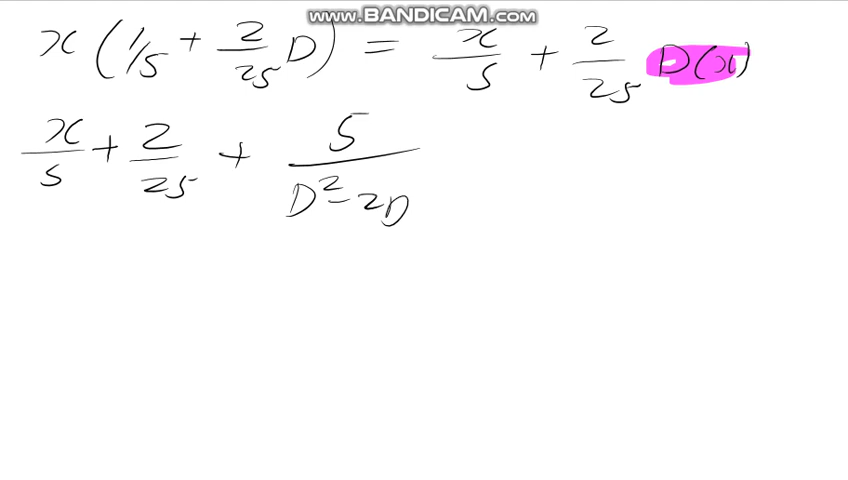 www.BANDICAM.com
x ( 1/5 + 2/25 D ) = x/5 + 2/25 D(x)
x/5 + 2/25 + 5/(D² - 2D)